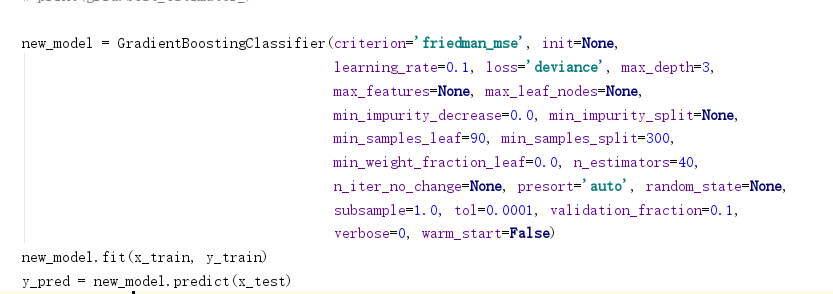 new_model = GradientBoostingClassifier(criterion='friedman_mse', init=None,
learning_rate=0.1, loss='deviance', max_depth=3,
max_features=None, max_leaf_nodes=None,
min_impurity_decrease=0.0, min_impurity_split=None,
min_samples_leaf=90, min_samples_split=300,
min_weight_fraction_leaf=0.0, n_estimators=40,
n_iter_no_change=None, presort='auto', random_state=None,
subsample=1.0, tol=0.0001, validation_fraction=0.1,
verbose=0, warm_start=False)
new_model.fit(x_train, y_train)
y_pred = new_model.predict(x_test)